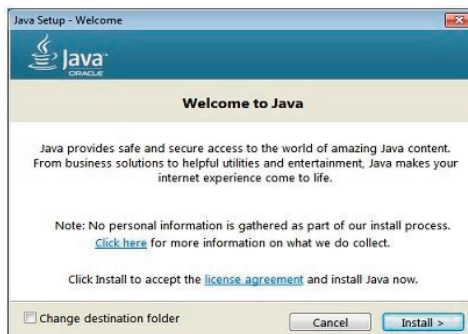 Java Setup - Welcome
Java
ORACLE
Welcome to Java
Java provides safe and secure access to the world of amazing Java content.
From business solutions to helpful utilities and entertainment, Java makes your
internet experience come to life.
Note: No personal information is gathered as part of our install process.
Click here for more information on what we do collect.
Click Install to accept the license agreement and install Java now.
Change destination folder
Cancel
Install >